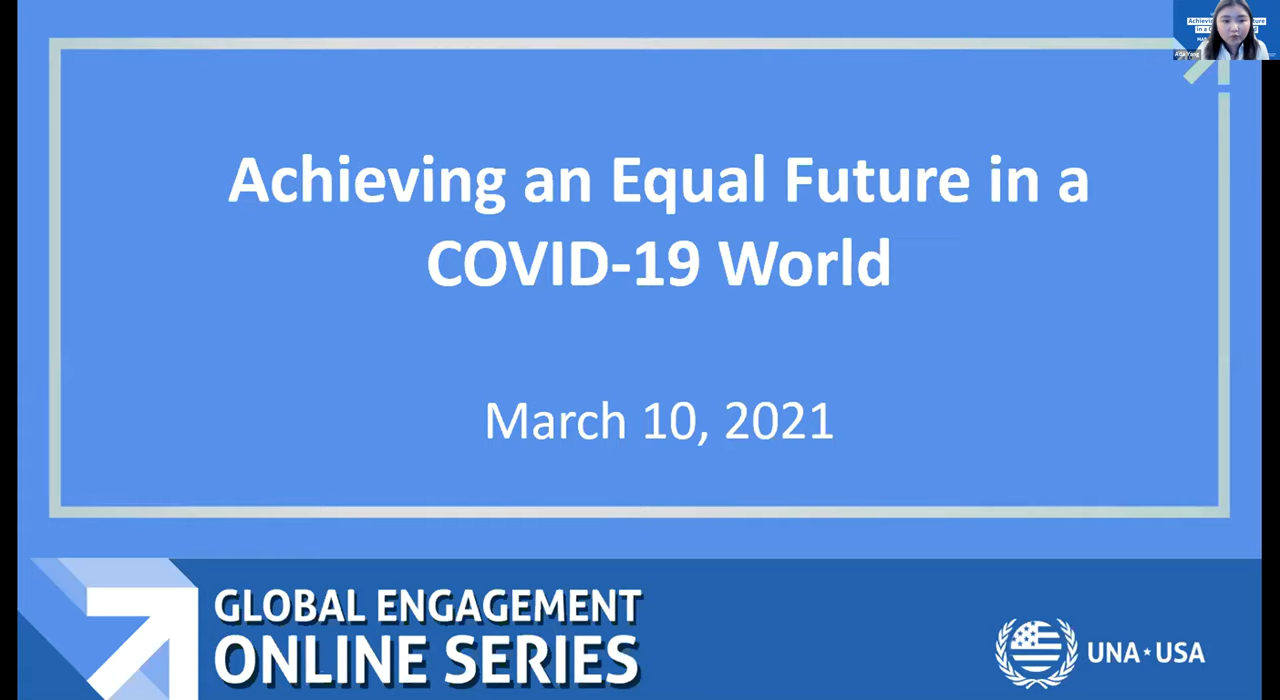 Achieving an Equal Future in a
COVID-19 World
March 10, 2021
GLOBAL ENGAGEMENT
ONLINE SERIES
UNA★USA